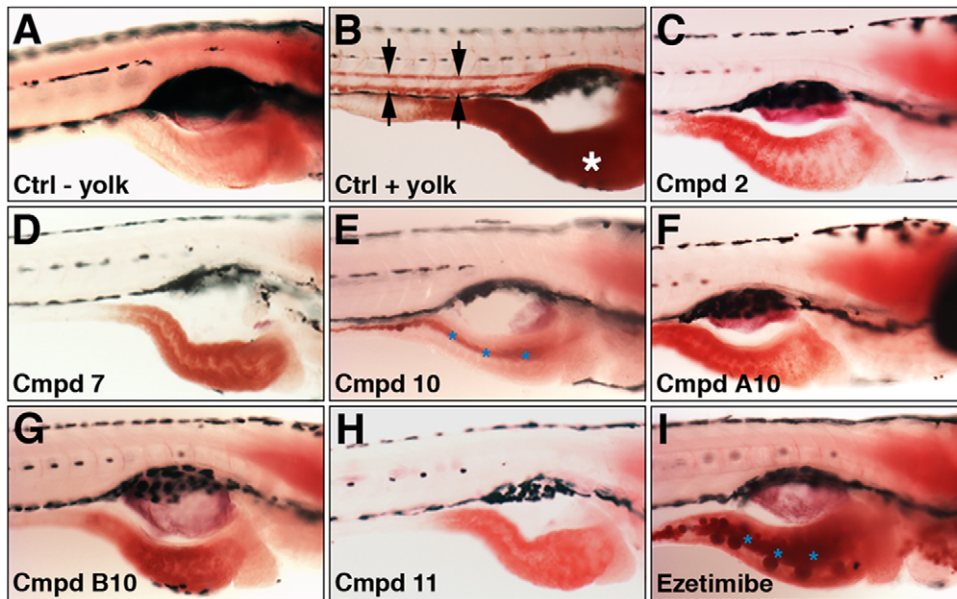 A
Ctrl - yolk
B
*
Ctrl + yolk
C
Cmpd 2
D
Cmpd 7
E
* * *
Cmpd 10
F
Cmpd A10
G
Cmpd B10
H
Cmpd 11
I
* * *
Ezetimibe